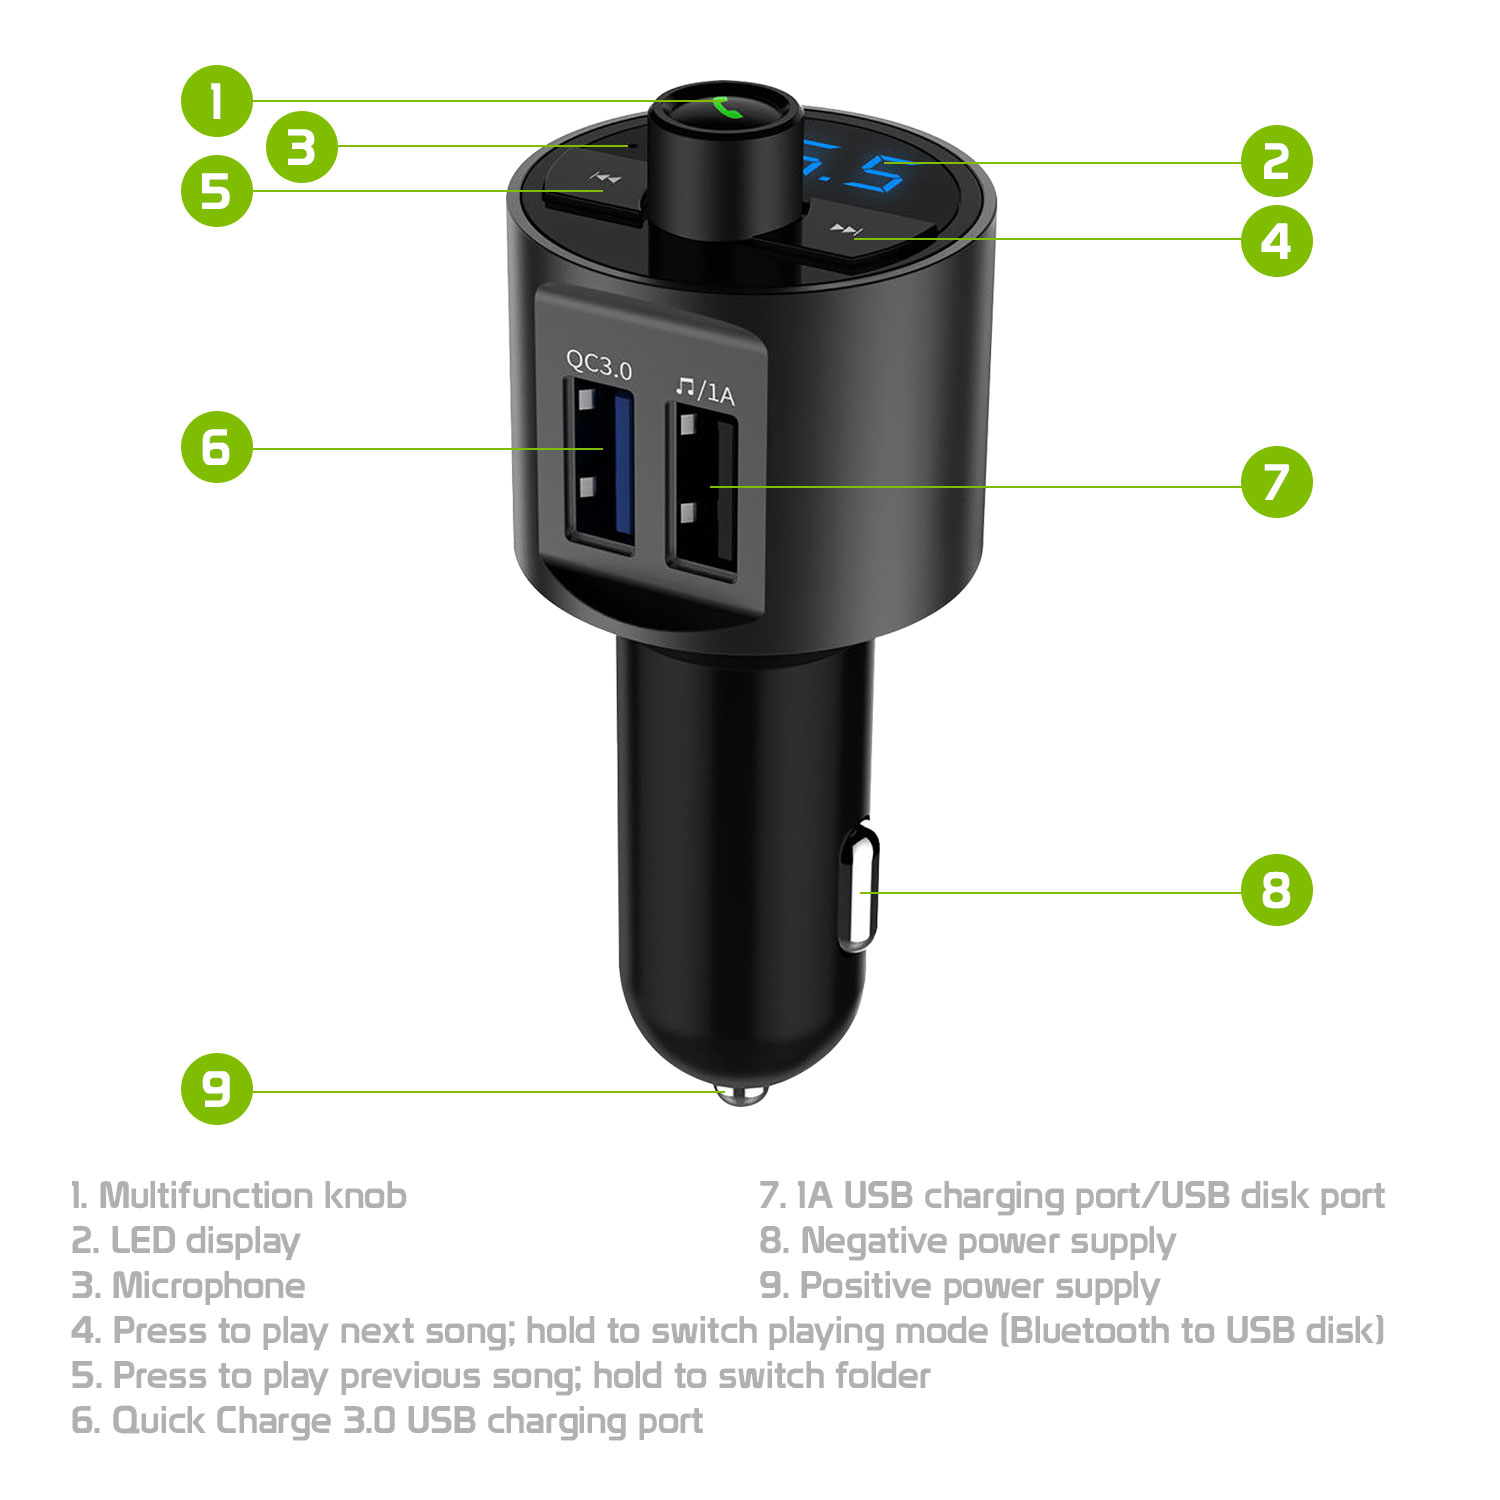 1
3
5
2
4
5.5
QC3.0
/1A
6
7
8
9
1. Multifunction knob
2. LED display
3. Microphone
4. Press to play next song; hold to switch playing mode (Bluetooth to USB disk)
5. Press to play previous song; hold to switch folder
6. Quick Charge 3.0 USB charging port
7. 1A USB charging port/USB disk port
8. Negative power supply
9. Positive power supply